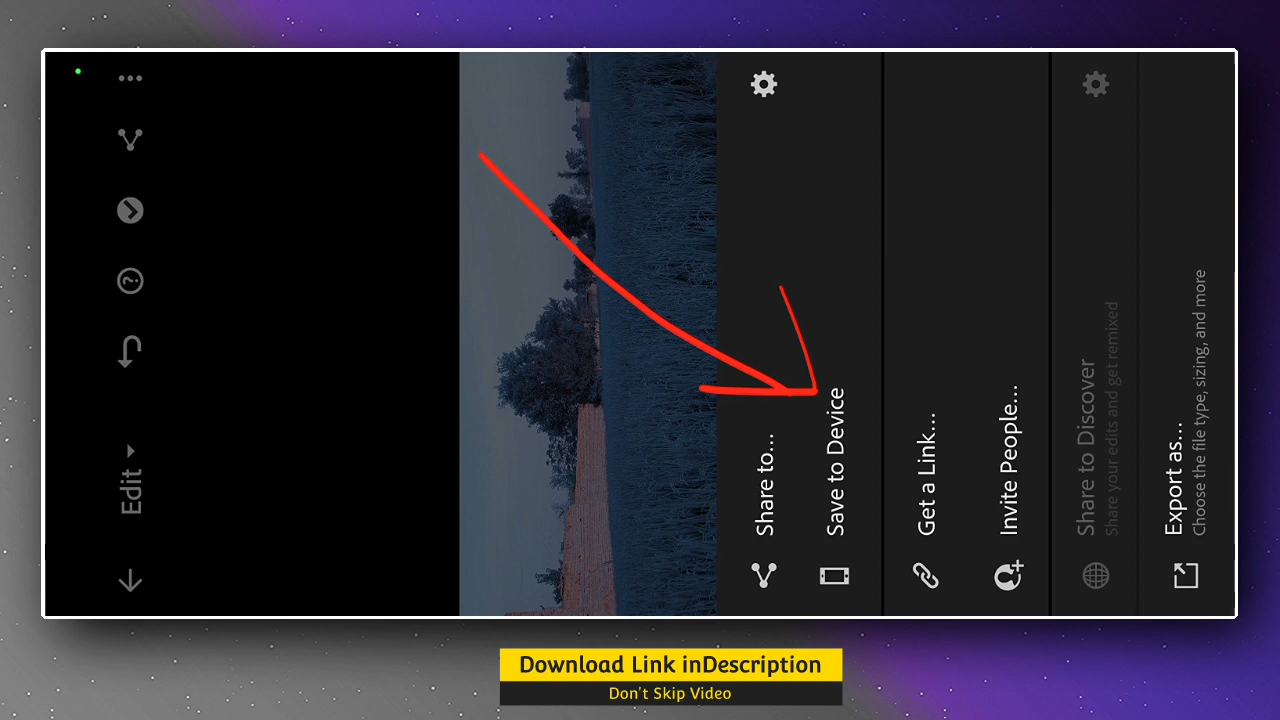 Edit
Share to...
Save to Device
Get a Link...
Invite People...
Share to Discover
Share your edits and get remixed
Export as...
Choose the file type, sizing, and more
Download Link inDescription
Don't Skip Video